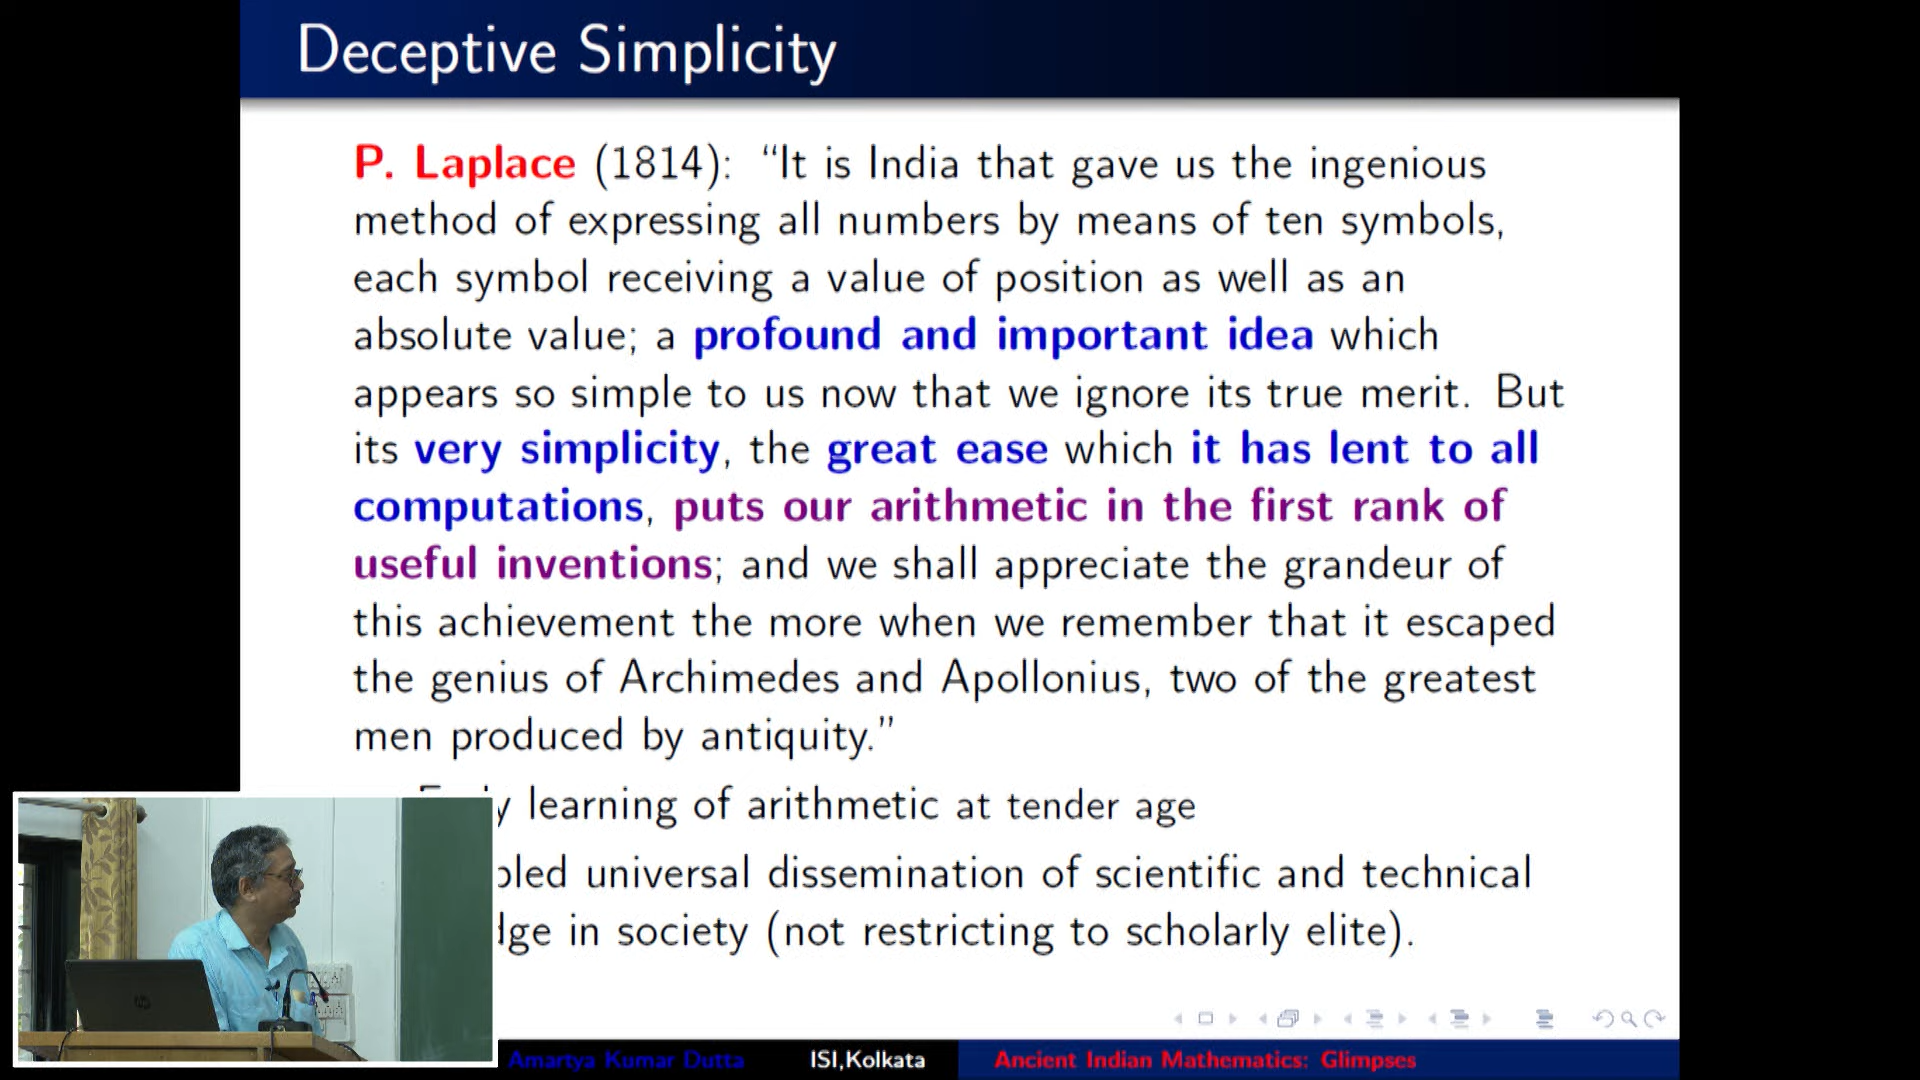 Deceptive Simplicity
P. Laplace (1814): “It is India that gave us the ingenious
method of expressing all numbers by means of ten symbols,
each symbol receiving a value of position as well as an
absolute value; a profound and important idea which
appears so simple to us now that we ignore its true merit. But
its very simplicity, the great ease which it has lent to all
computations, puts our arithmetic in the first rank of
useful inventions; and we shall appreciate the grandeur of
this achievement the more when we remember that it escaped
the genius of Archimedes and Apollonius, two of the greatest
men produced by antiquity.”
learning of arithmetic at tender age
universal dissemination of scientific and technical
in society (not restricting to scholarly elite).
Amartya Kumar Dutta ISI,Kolkata Ancient Indian Mathematics: Glimpses